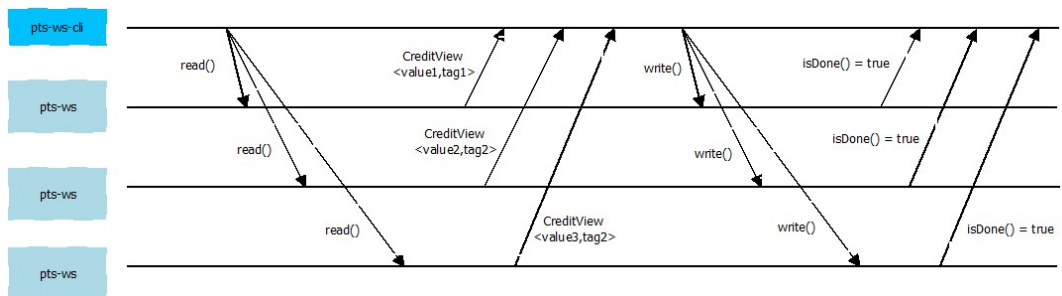 pts-ws-cli
read()
CreditView
<value1,tag1>
write()
isDone() = true
pts-ws
read()
CreditView
<value2,tag2>
write()
isDone() = true
pts-ws
read()
CreditView
<value3,tag2>
write()
isDone() = true
pts-ws